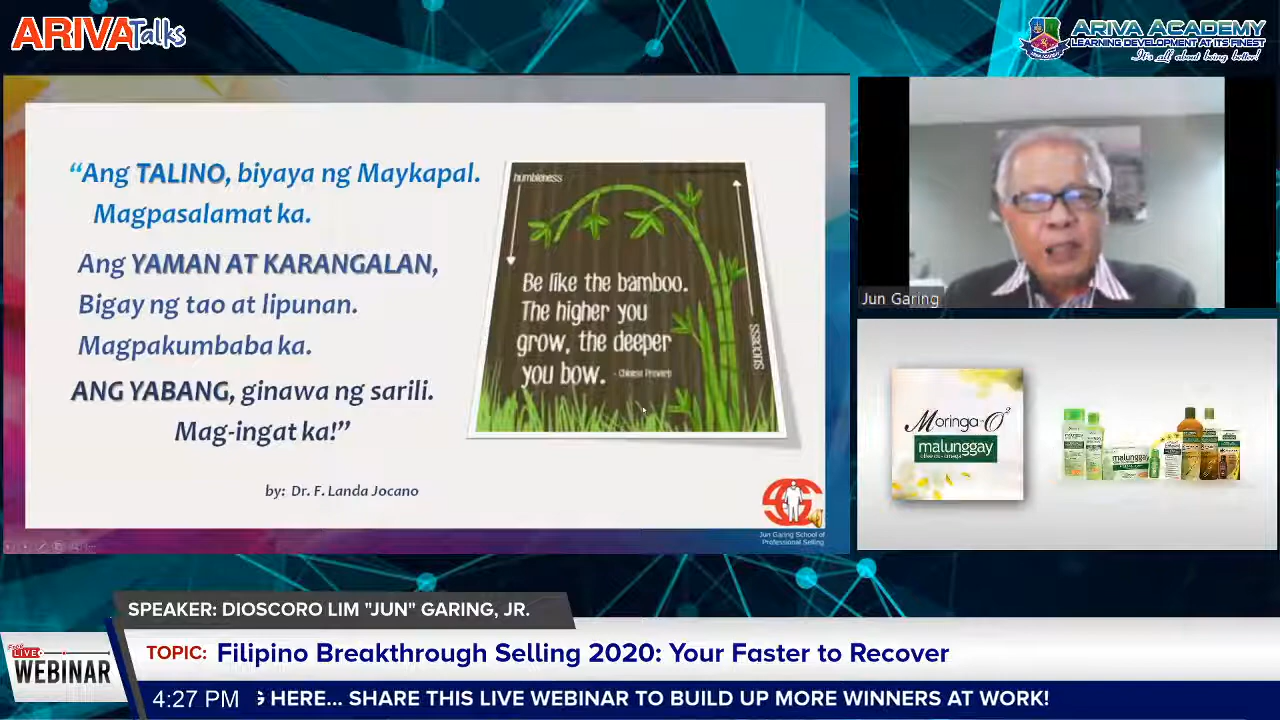 ARIVATalks
ARIVA ACADEMY
LEARNING DEVELOPMENT AT ITS FINEST
It's all about being better!
“Ang TALINO, biyaya ng Maykapal.
Magpasalamat ka.
Ang YAMAN AT KARANGALAN,
Bigay ng tao at lipunan.
Magpakumbaba ka.
ANG YABANG, ginawa ng sarili.
Mag-ingat ka!”
by: Dr. F. Landa Jocano
humbleness
Be like the bamboo.
The higher you
grow, the deeper
you bow. - Chinese Proverb
success
Jun Garing School of
Professional Selling
Jun Garing
Moringa-O²
malunggay
malunggay
SPEAKER: DIOSCORO LIM "JUN" GARING, JR.
Free LIVE
WEBINAR
TOPIC: Filipino Breakthrough Selling 2020: Your Faster to Recover
4:27 PM
HERE... SHARE THIS LIVE WEBINAR TO BUILD UP MORE WINNERS AT WORK!